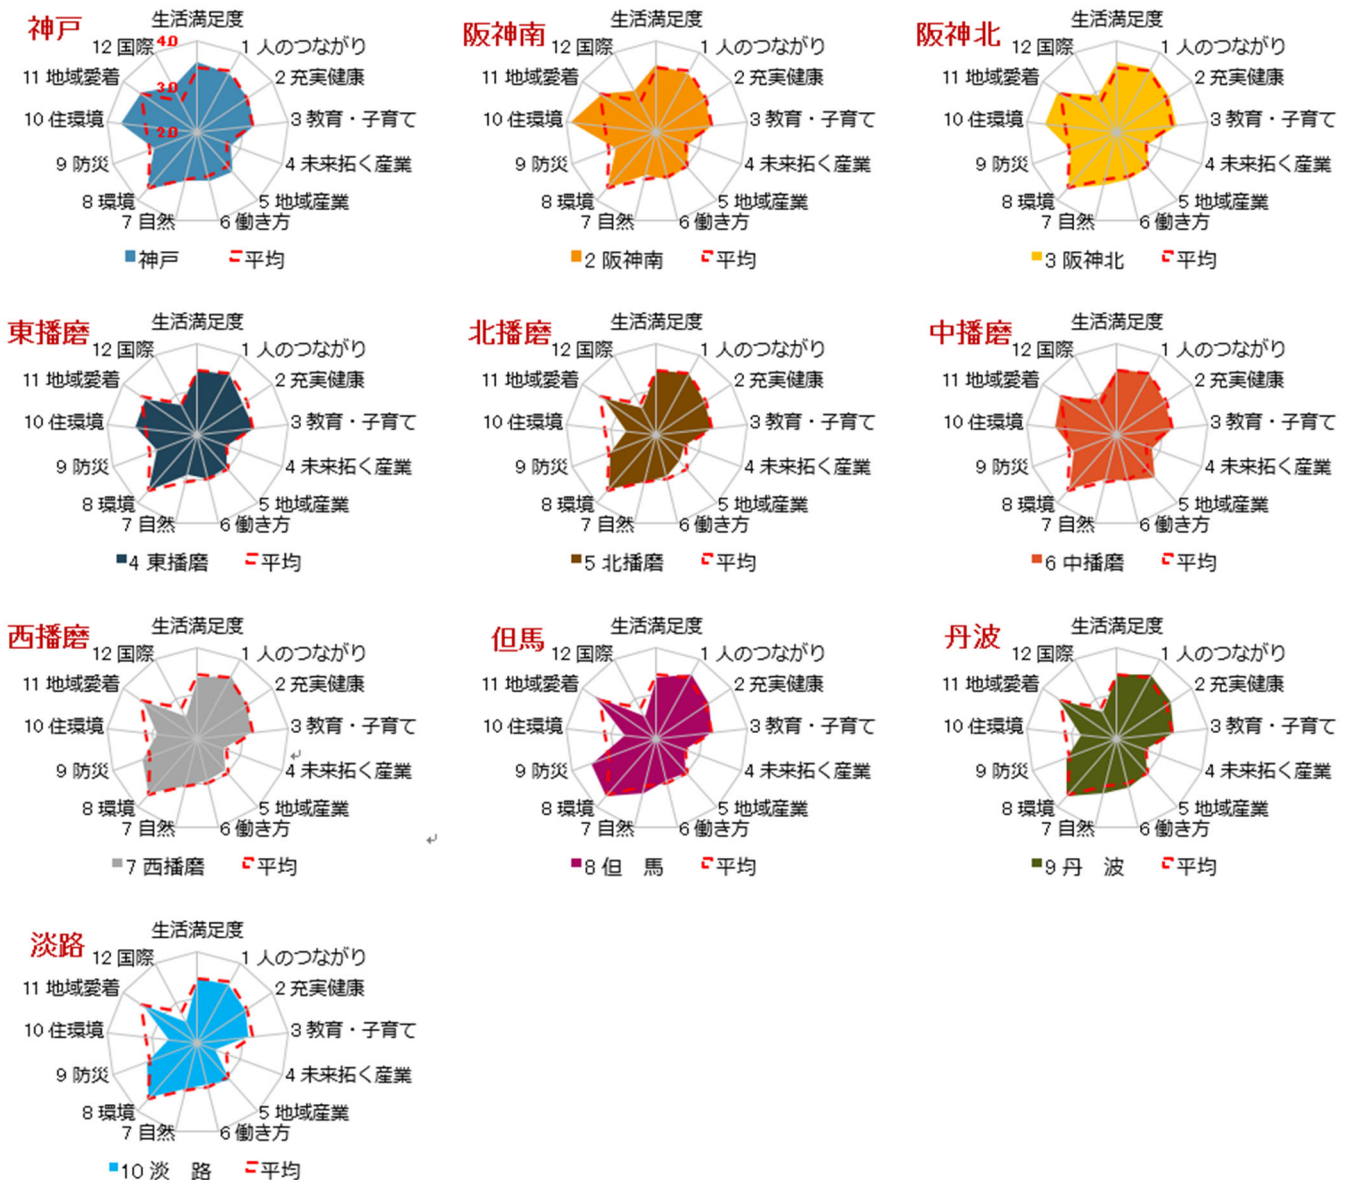 神戸
生活満足度
1 人のつながり
2 充実健康
3 教育・子育て
4 未来拓く産業
5 地域産業
6 働き方
7 自然
8 環境
9 防災
10 住環境
11 地域愛着
12 国際
4.0
3.0
2.0
神戸 平均
阪神南
生活満足度
1 人のつながり
2 充実健康
3 教育・子育て
4 未来拓く産業
5 地域産業
6 働き方
7 自然
8 環境
9 防災
10 住環境
11 地域愛着
12 国際
2 阪神南 平均
阪神北
生活満足度
1 人のつながり
2 充実健康
3 教育・子育て
4 未来拓く産業
5 地域産業
6 働き方
7 自然
8 環境
9 防災
10 住環境
11 地域愛着
12 国際
3 阪神北 平均
東播磨
生活満足度
1 人のつながり
2 充実健康
3 教育・子育て
4 未来拓く産業
5 地域産業
6 働き方
7 自然
8 環境
9 防災
10 住環境
11 地域愛着
12 国際
4 東播磨 平均
北播磨
生活満足度
1 人のつながり
2 充実健康
3 教育・子育て
4 未来拓く産業
5 地域産業
6 働き方
7 自然
8 環境
9 防災
10 住環境
11 地域愛着
12 国際
5 北播磨 平均
中播磨
生活満足度
1 人のつながり
2 充実健康
3 教育・子育て
4 未来拓く産業
5 地域産業
6 働き方
7 自然
8 環境
9 防災
10 住環境
11 地域愛着
12 国際
6 中播磨 平均
西播磨
生活満足度
1 人のつながり
2 充実健康
3 教育・子育て
4 未来拓く産業
5 地域産業
6 働き方
7 自然
8 環境
9 防災
10 住環境
11 地域愛着
12 国際
7 西播磨 平均
但馬
生活満足度
1 人のつながり
2 充実健康
3 教育・子育て
4 未来拓く産業
5 地域産業
6 働き方
7 自然
8 環境
9 防災
10 住環境
11 地域愛着
12 国際
8 但　馬 平均
丹波
生活満足度
1 人のつながり
2 充実健康
3 教育・子育て
4 未来拓く産業
5 地域産業
6 働き方
7 自然
8 環境
9 防災
10 住環境
11 地域愛着
12 国際
9 丹　波 平均
淡路
生活満足度
1 人のつながり
2 充実健康
3 教育・子育て
4 未来拓く産業
5 地域産業
6 働き方
7 自然
8 環境
9 防災
10 住環境
11 地域愛着
12 国際
10 淡　路 平均